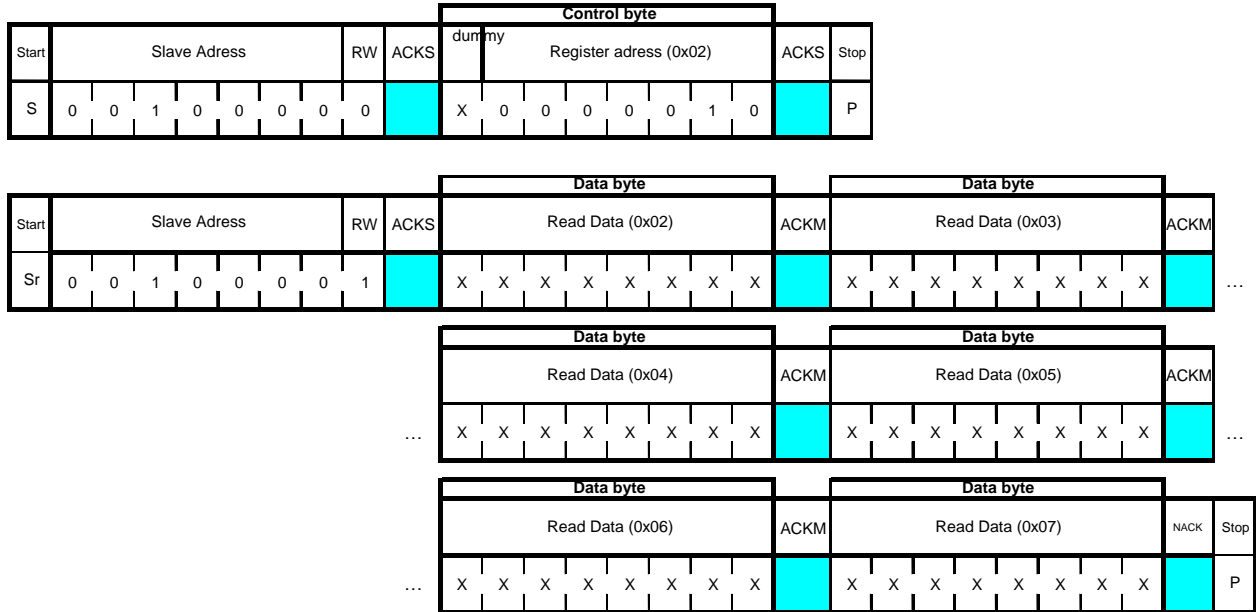 Control byte
Start Slave Adress RW ACKS dummy Register adress (0x02) ACKS Stop
S 0 0 1 0 0 0 0 0 X 0 0 0 0 0 1 0 P
Data byte Data byte
Start Slave Adress RW ACKS Read Data (0x02) ACKM Read Data (0x03) ACKM
Sr 0 0 1 0 0 0 0 1 X X X X X X X X X X X X X X X X …
Data byte Data byte
Read Data (0x04) ACKM Read Data (0x05) ACKM
… X X X X X X X X X X X X X X X X …
Data byte Data byte
Read Data (0x06) ACKM Read Data (0x07) NACK Stop
… X X X X X X X X X X X X X X X X P